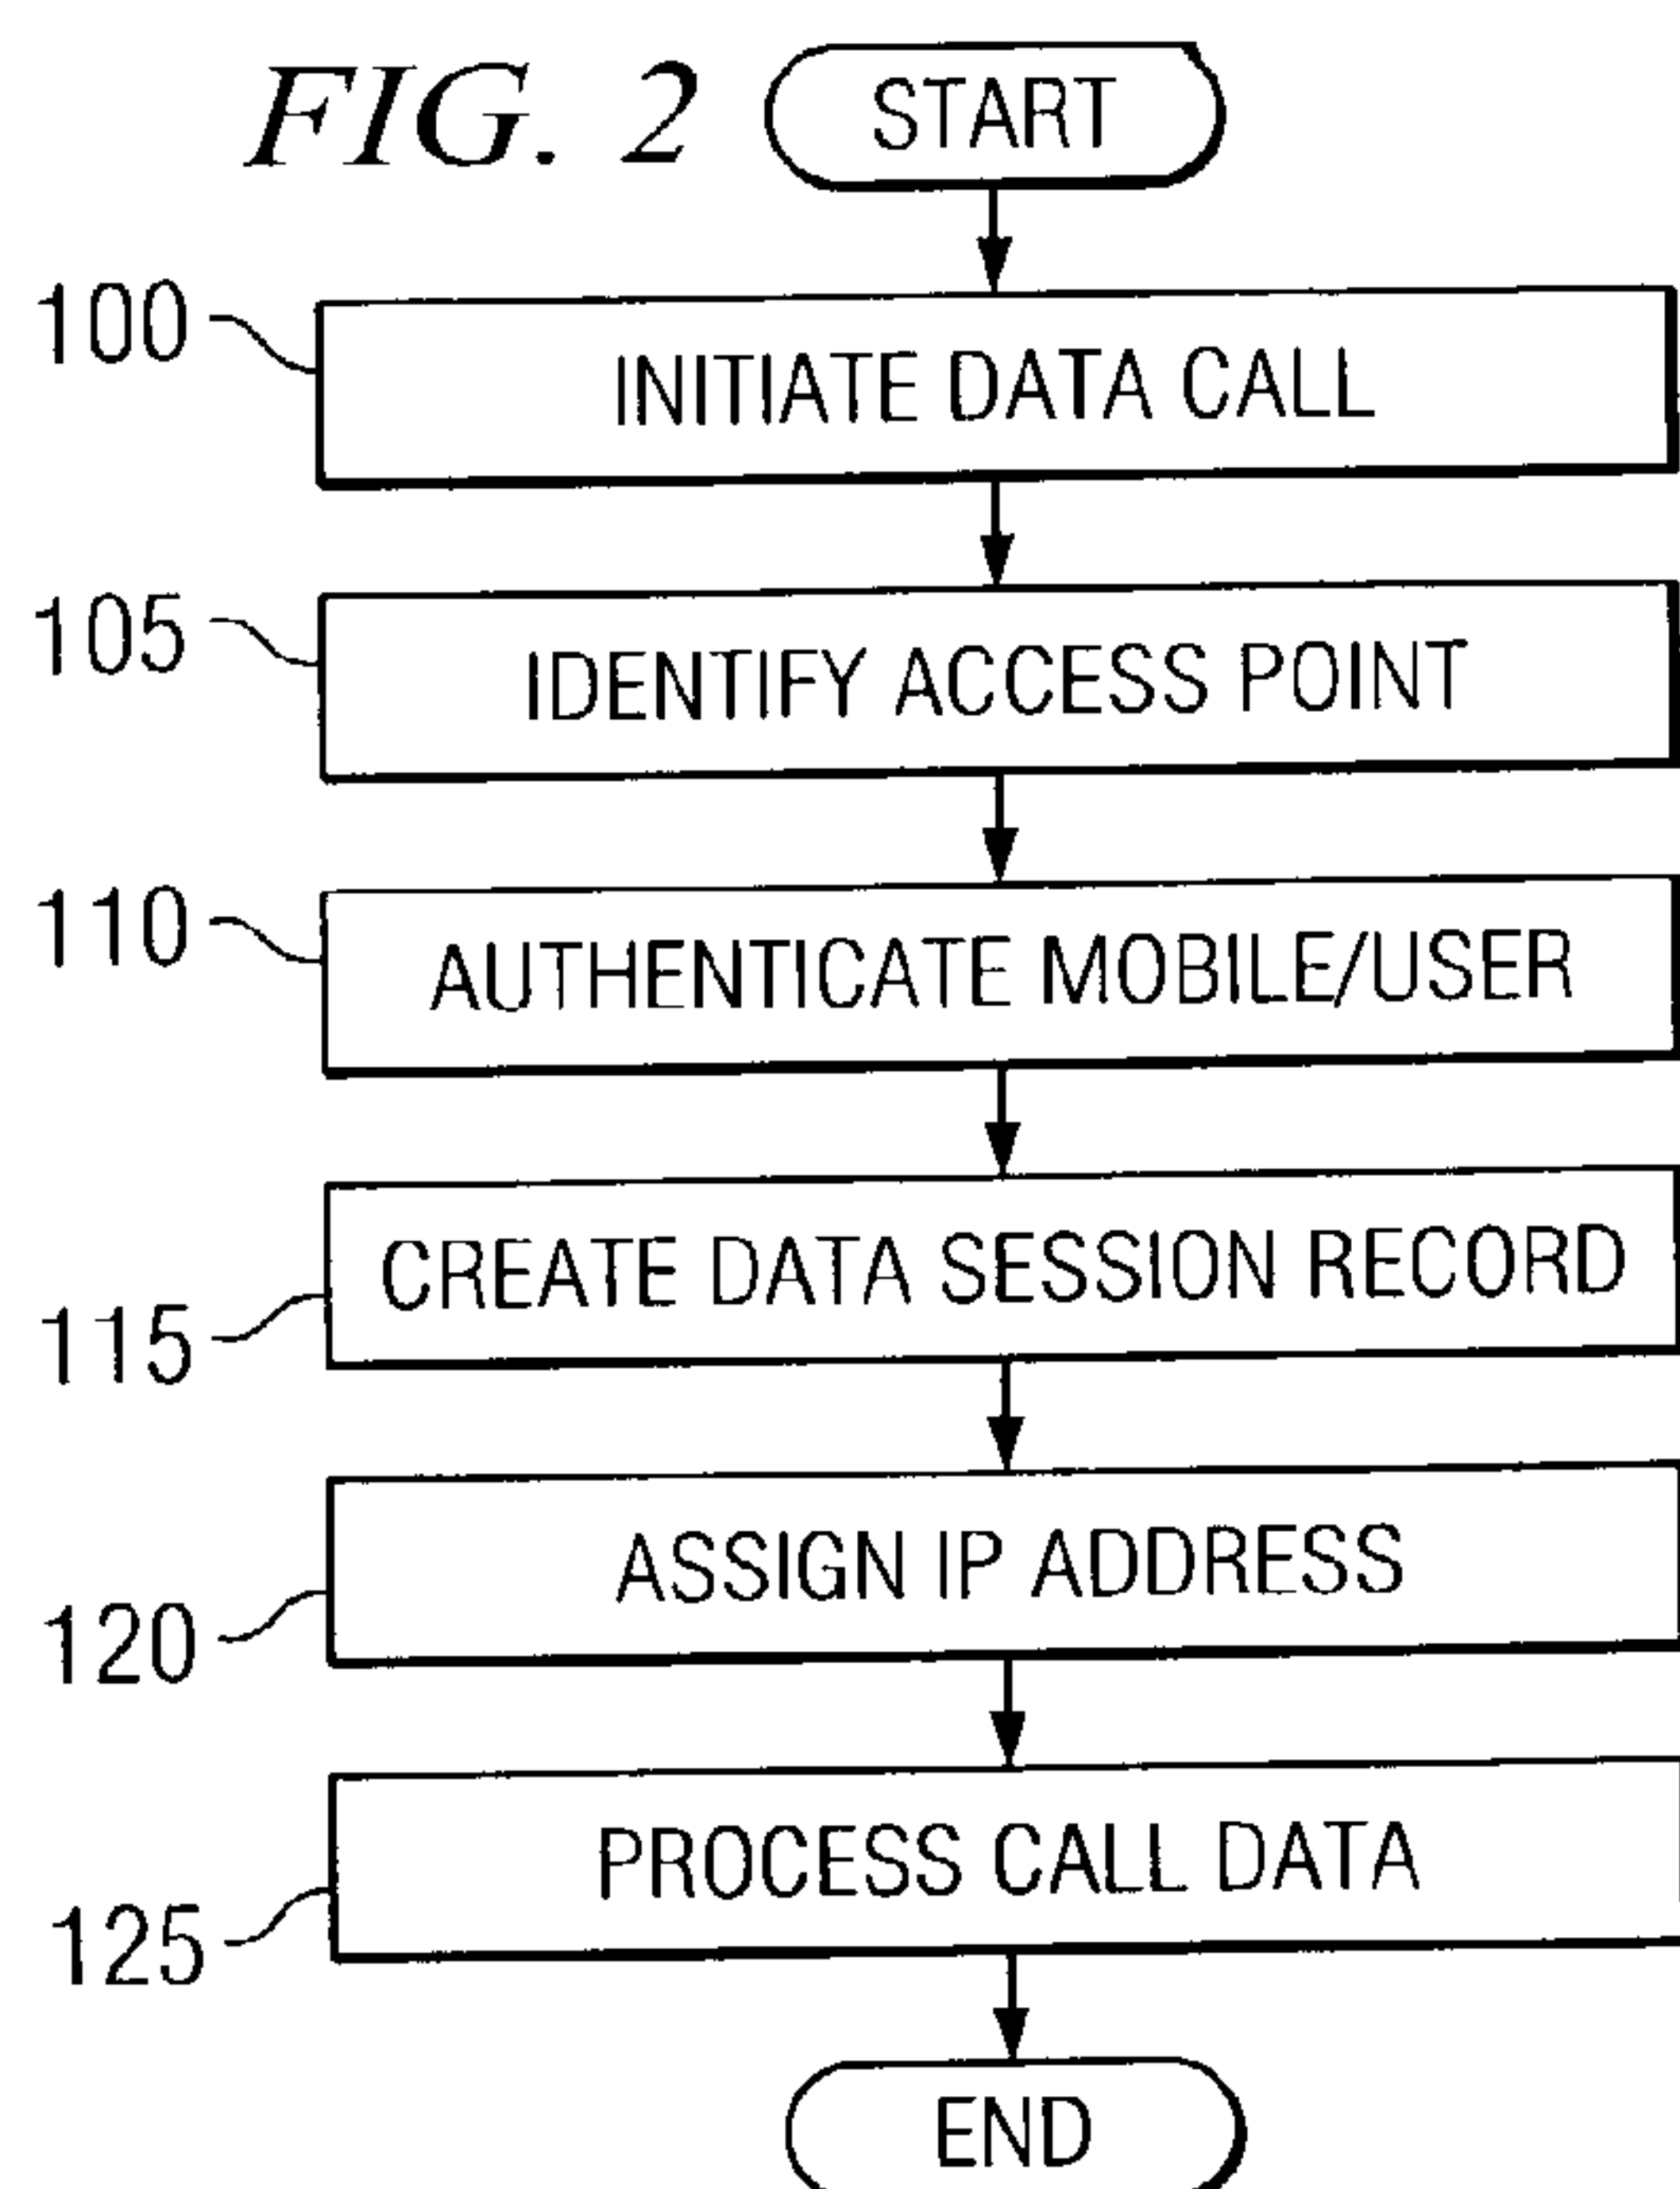 FIG. 2
START
100
INITIATE DATA CALL
105
IDENTIFY ACCESS POINT
110
AUTHENTICATE MOBILE/USER
115
CREATE DATA SESSION RECORD
120
ASSIGN IP ADDRESS
125
PROCESS CALL DATA
END